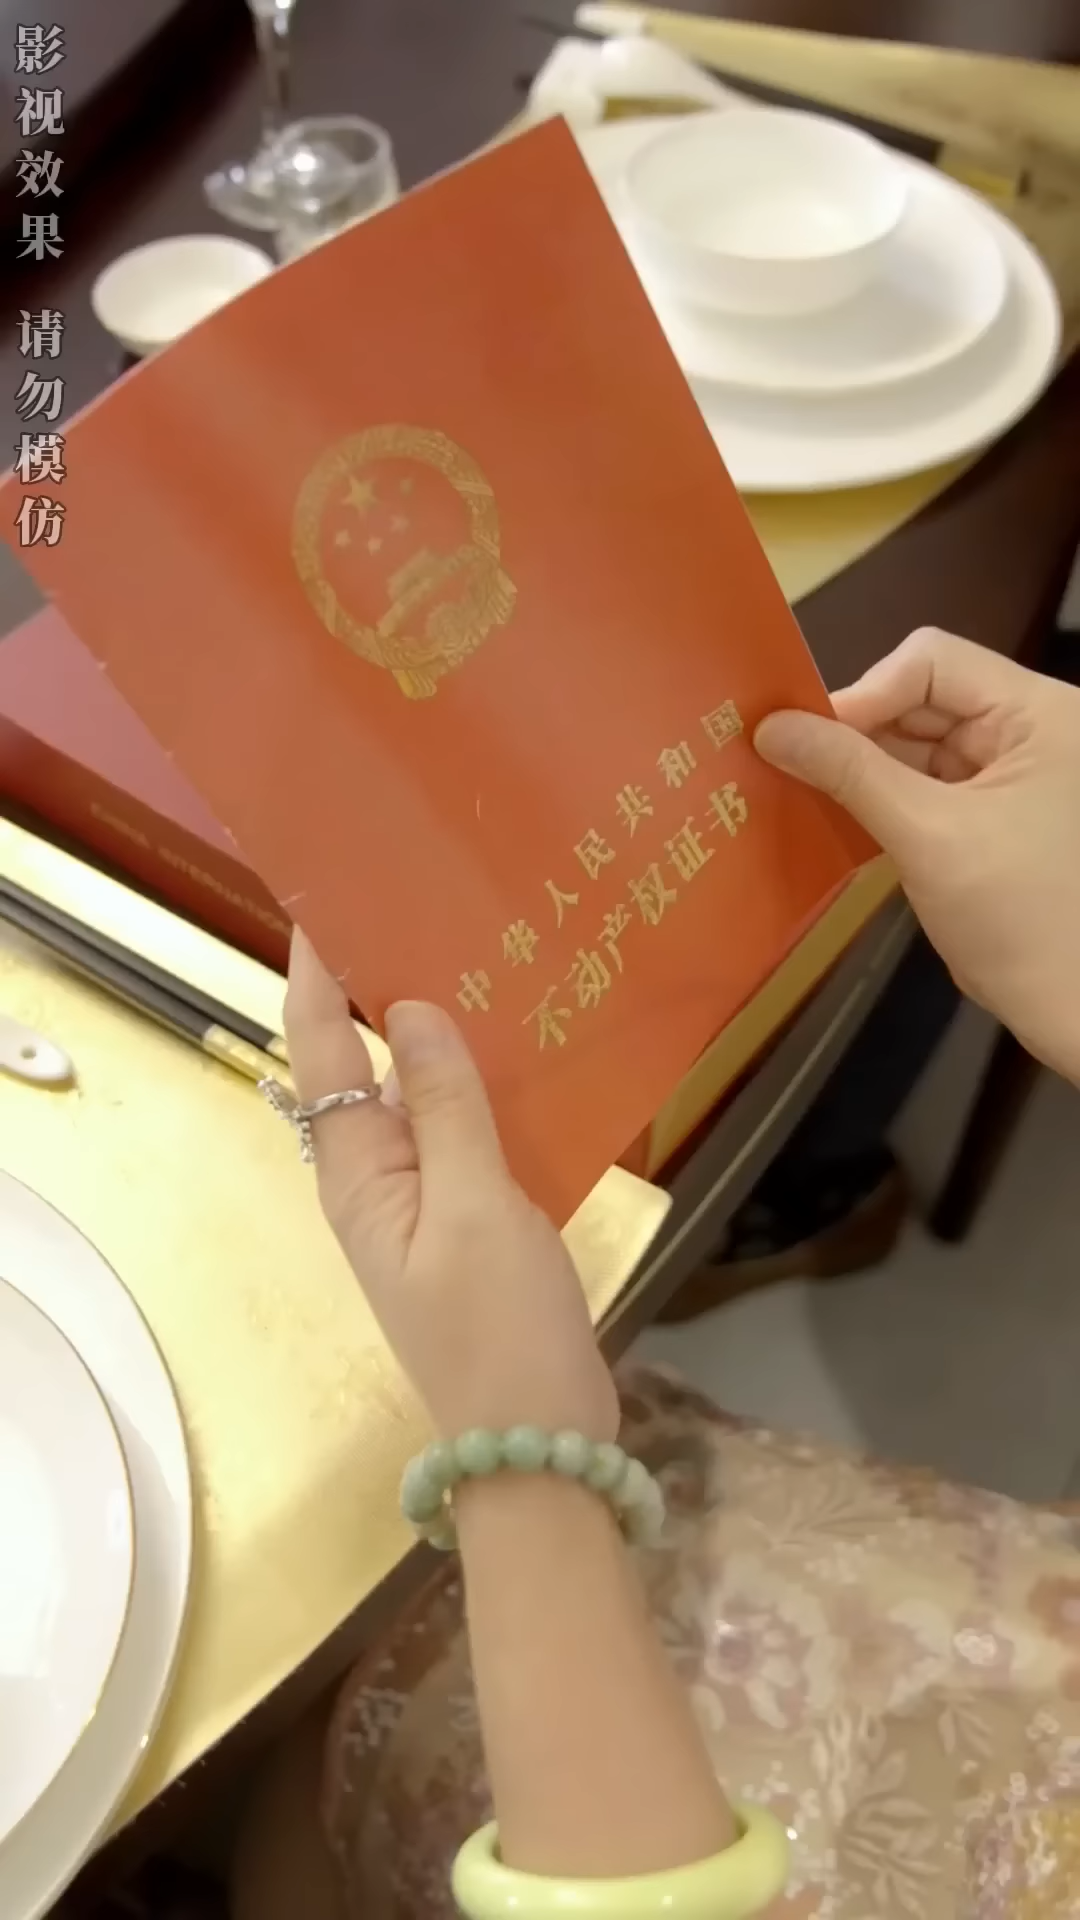 影视效果 请勿模仿
中华人民共和国
不动产权证书